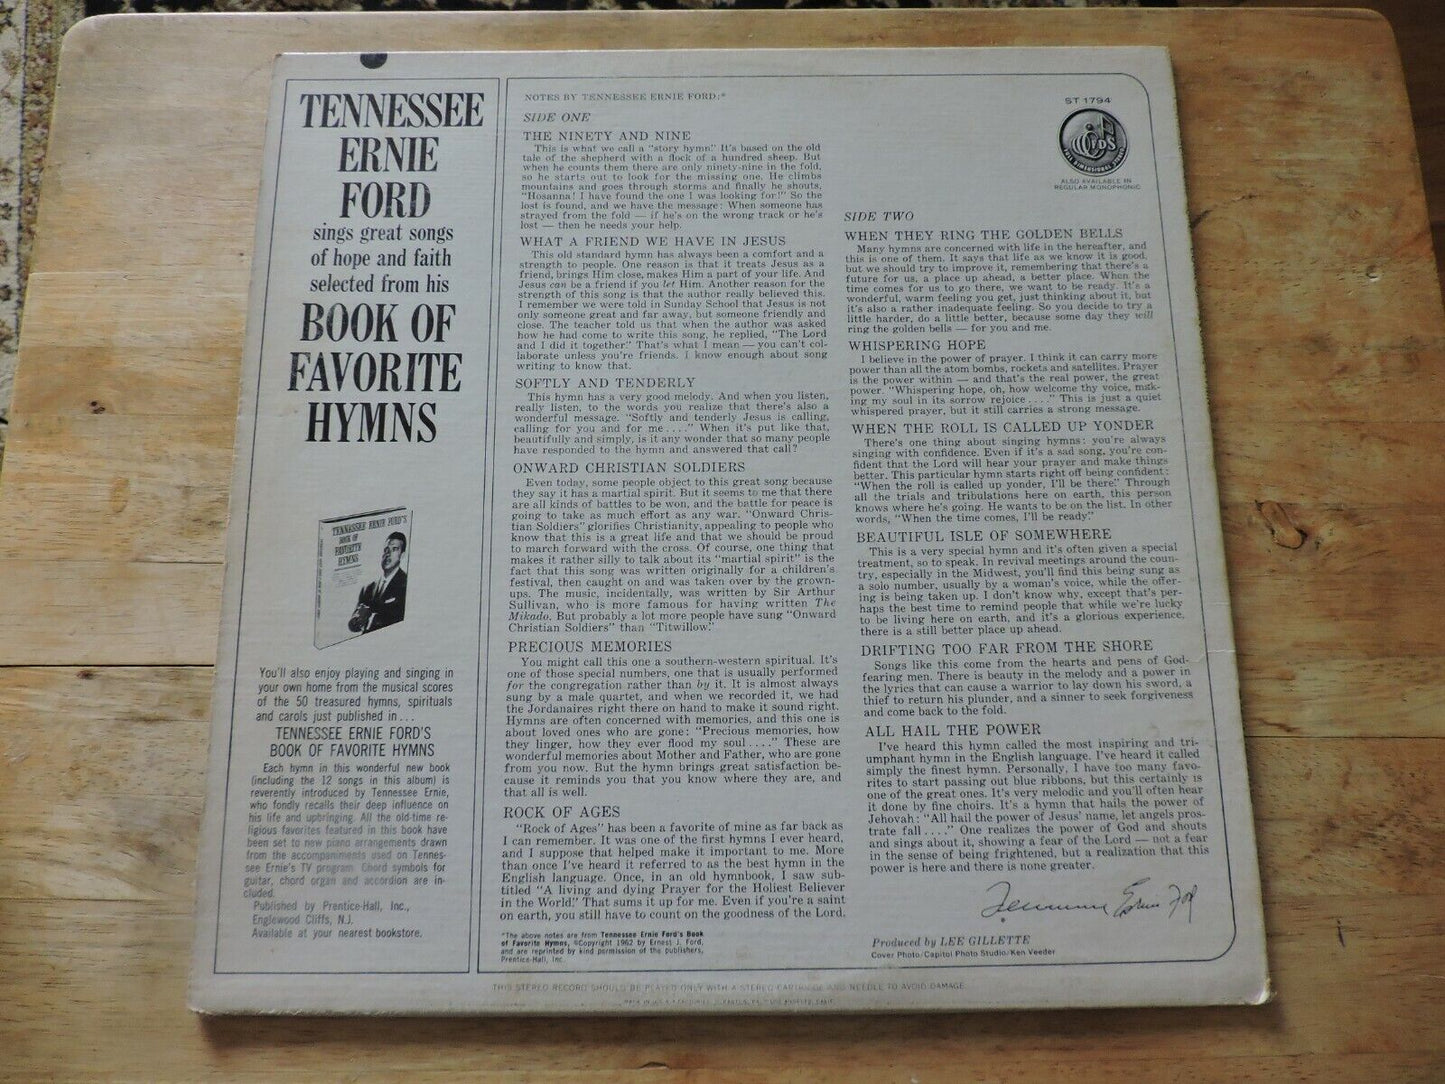 TENNESSEE
ERNIE
FORD
sings great songs
of hope and faith
selected from his
BOOK OF
FAVORITE
HYMNS
TENNESSEE ERNIE FORD'S
BOOK OF
FAVORITE
HYMNS
You'll also enjoy playing and singing in
your own home from the musical scores
of the 50 treasured hymns, spirituals
and carols just published in ...
TENNESSEE ERNIE FORD'S
BOOK OF FAVORITE HYMNS
Each hymn in this wonderful new book
(including the 12 songs in this album) is
reverently introduced by Tennessee Ernie,
who fondly recalls their deep influence on
his life and upbringing. All the old-time re-
ligious favorites featured in this book have
been set to new piano arrangements drawn
from the accompaniments used on Tennes-
see Ernie's TV program. Chord symbols for
guitar, chord organ and accordion are in-
cluded.
Published by Prentice-Hall, Inc.,
Englewood Cliffs, N.J.
Available at your nearest bookstore.
NOTES BY TENNESSEE ERNIE FORD:*
SIDE ONE
THE NINETY AND NINE
This is what we call a "story hymn." It's based on the old
tale of the shepherd with a flock of a hundred sheep. But
when he counts them there are only ninety-nine in the fold,
so he starts out to look for the missing one. He climbs
mountains and goes through storms and finally he shouts,
"Hosanna! I have found the one I was looking for!" So the
lost is found, and we have the message: When someone has
strayed from the fold — if he's on the wrong track or he's
lost — then he needs your help.
WHAT A FRIEND WE HAVE IN JESUS
This old standard hymn has always been a comfort and a
strength to people. One reason is that it treats Jesus as a
friend, brings Him close, makes Him a part of your life. And
Jesus can be a friend if you let Him. Another reason for the
strength of this song is that the author really believed this.
I remember we were told in Sunday School that Jesus is not
only someone great and far away, but someone friendly and
close. The teacher told us that when the author was asked
how he had come to write this song, he replied, "The Lord
and I did it together." That's what I mean — you can't col-
laborate unless you're friends. I know enough about song
writing to know that.
SOFTLY AND TENDERLY
This hymn has a very good melody. And when you listen,
really listen, to the words you realize that there's also a
wonderful message. "Softly and tenderly Jesus is calling,
calling for you and for me . . . ." When it's put like that,
beautifully and simply, is it any wonder that so many people
have responded to the hymn and answered that call?
ONWARD CHRISTIAN SOLDIERS
Even today, some people object to this great song because
they say it has a martial spirit. But it seems to me that there
are all kinds of battles to be won, and the battle for peace is
going to take as much effort as any war. "Onward Chris-
tian Soldiers" glorifies Christianity, appealing to people who
know that this is a great life and that we should be proud
to march forward with the cross. Of course, one thing that
makes it rather silly to talk about its "martial spirit" is the
fact that this song was written originally for a children's
festival, then caught on and was taken over by the grown-
ups. The music, incidentally, was written by Sir Arthur
Sullivan, who is more famous for having written The
Mikado. But probably a lot more people have sung "Onward
Christian Soldiers" than "Titwillow."
PRECIOUS MEMORIES
You might call this one a southern-western spiritual. It's
one of those special numbers, one that is usually performed
for the congregation rather than by it. It is almost always
sung by a male quartet, and when we recorded it, we had
the Jordanaires right there on hand to make it sound right.
Hymns are often concerned with memories, and this one is
about loved ones who are gone: "Precious memories, how
they linger, how they ever flood my soul . . . ." These are
wonderful memories about Mother and Father, who are gone
from you now. But the hymn brings great satisfaction be-
cause it reminds you that you know where they are, and
that all is well.
ROCK OF AGES
"Rock of Ages" has been a favorite of mine as far back as
I can remember. It was one of the first hymns I ever heard,
and I suppose that helped make it important to me. More
than once I've heard it referred to as the best hymn in the
English language. Once, in an old hymnbook, I saw sub-
titled "A living and dying Prayer for the Holiest Believer
in the World." That sums it up for me. Even if you're a saint
on earth, you still have to count on the goodness of the Lord.
*The above notes are from Tennessee Ernie Ford's Book
of Favorite Hymns, ©Copyright 1962 by Ernest J. Ford,
and are reprinted by kind permission of the publishers,
Prentice-Hall, Inc.
ST 1794
FDS
FULL DIMENSIONAL STEREO
ALSO AVAILABLE IN
REGULAR MONOPHONIC
SIDE TWO
WHEN THEY RING THE GOLDEN BELLS
Many hymns are concerned with life in the hereafter, and
this is one of them. It says that life as we know it is good,
but we should try to improve it, remembering that there's a
future for us, a place up ahead, a better place. When the
time comes for us to go there, we want to be ready. It's a
wonderful, warm feeling you get, just thinking about it, but
it's also a rather inadequate feeling. So you decide to try a
little harder, do a little better, because some day they will
ring the golden bells — for you and me.
WHISPERING HOPE
I believe in the power of prayer. I think it can carry more
power than all the atom bombs, rockets and satellites. Prayer
is the power within — and that's the real power, the great
power. "Whispering hope, oh, how welcome thy voice, mak-
ing my soul in its sorrow rejoice . . . ." This is just a quiet
whispered prayer, but it still carries a strong message.
WHEN THE ROLL IS CALLED UP YONDER
There's one thing about singing hymns: you're always
singing with confidence. Even if it's a sad song, you're con-
fident that the Lord will hear your prayer and make things
better. This particular hymn starts right off being confident:
"When the roll is called up yonder, I'll be there." Through
all the trials and tribulations here on earth, this person
knows where he's going. He wants to be on the list. In other
words, "When the time comes, I'll be ready."
BEAUTIFUL ISLE OF SOMEWHERE
This is a very special hymn and it's often given a special
treatment, so to speak. In revival meetings around the coun-
try, especially in the Midwest, you'll find this being sung as
a solo number, usually by a woman's voice, while the offer-
ing is being taken up. I don't know why, except that's per-
haps the best time to remind people that while we're lucky
to be living here on earth, and it's a glorious experience,
there is a still better place up ahead.
DRIFTING TOO FAR FROM THE SHORE
Songs like this come from the hearts and pens of God-
fearing men. There is beauty in the melody and a power in
the lyrics that can cause a warrior to lay down his sword, a
thief to return his plunder, and a sinner to seek forgiveness
and come back to the fold.
ALL HAIL THE POWER
I've heard this hymn called the most inspiring and tri-
umphant hymn in the English language. I've heard it called
simply the finest hymn. Personally, I have too many favo-
rites to start passing out blue ribbons, but this certainly is
one of the great ones. It's very melodic and you'll often hear
it done by fine choirs. It's a hymn that hails the power of
Jehovah: "All hail the power of Jesus' name, let angels pros-
trate fall . . . ." One realizes the power of God and shouts
and sings about it, showing a fear of the Lord — not a fear
in the sense of being frightened, but a realization that this
power is here and there is none greater.
Tennessee Ernie Ford
Produced by LEE GILLETTE
Cover Photo/Capitol Photo Studio/Ken Veeder
THIS STEREO RECORD SHOULD BE PLAYED ONLY WITH A STEREO CARTRIDGE AND NEEDLE TO AVOID DAMAGE.